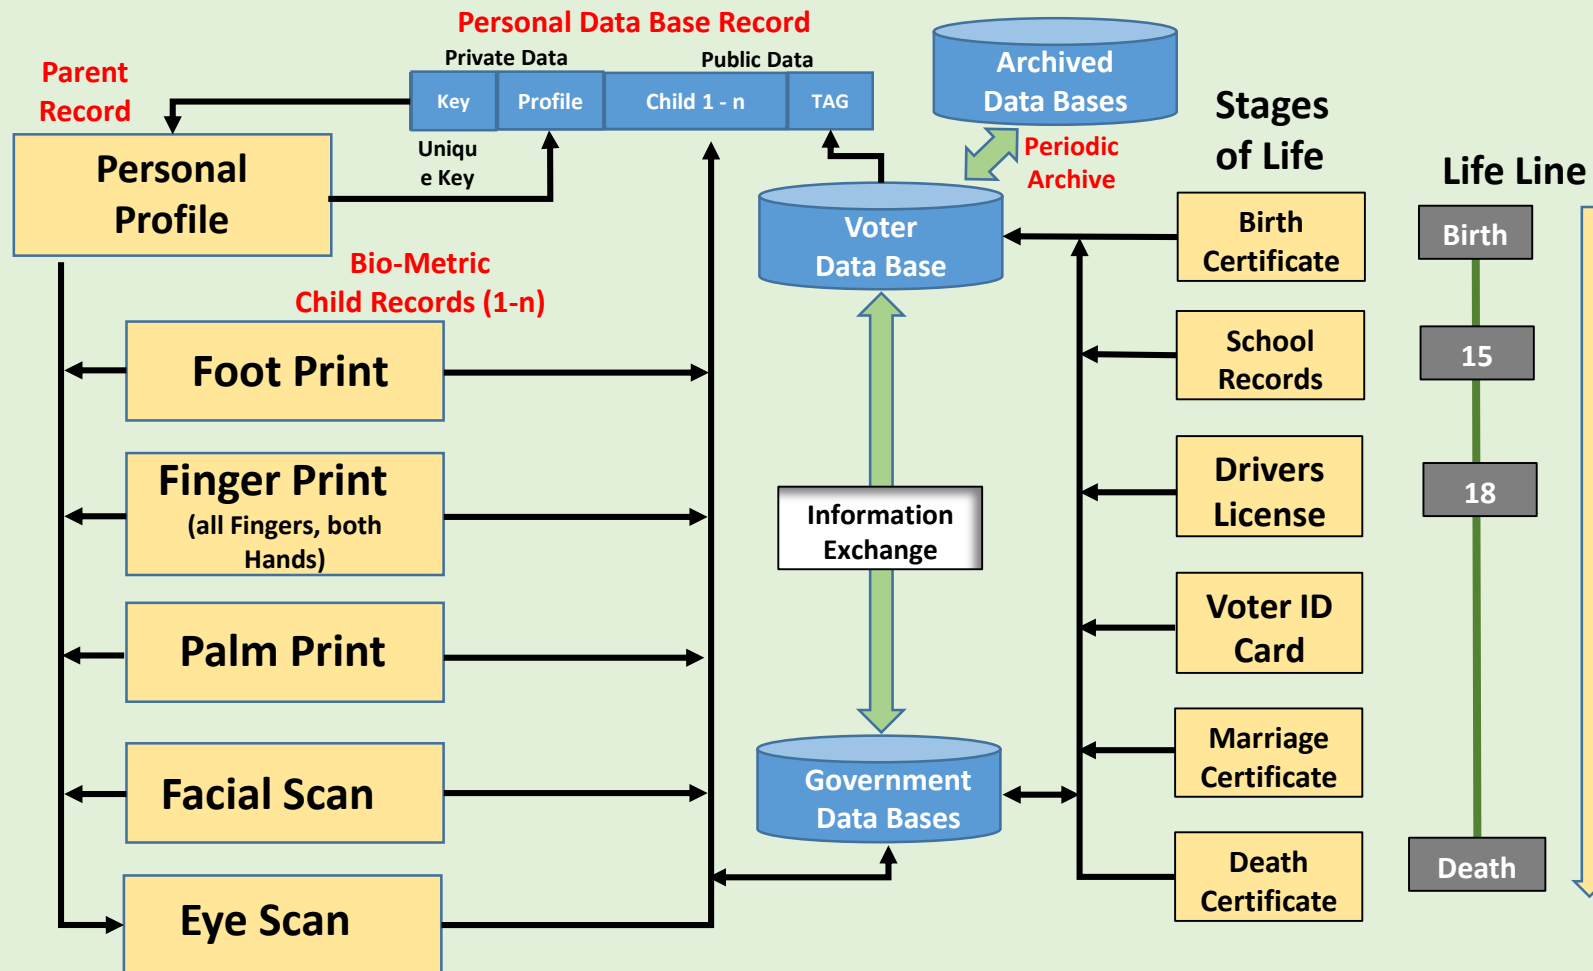 Personal Data Base Record
Private Data
Public Data
Parent
Record
Key
Profile
Child 1 - n
TAG
Uniqu
e Key
Personal
Profile
Bio-Metric
Child Records (1-n)
Foot Print
Finger Print
(all Fingers, both
Hands)
Palm Print
Facial Scan
Eye Scan
Archived
Data Bases
Periodic
Archive
Voter
Data Base
Information
Exchange
Government
Data Bases
Stages
of Life
Birth
Certificate
School
Records
Drivers
License
Voter ID
Card
Marriage
Certificate
Death
Certificate
Life Line
Birth
15
18
Death